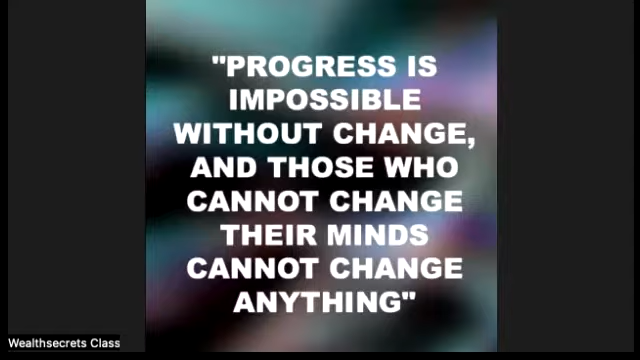 "PROGRESS IS
IMPOSSIBLE
WITHOUT CHANGE,
AND THOSE WHO
CANNOT CHANGE
THEIR MINDS
CANNOT CHANGE
ANYTHING"
Wealthsecrets Class